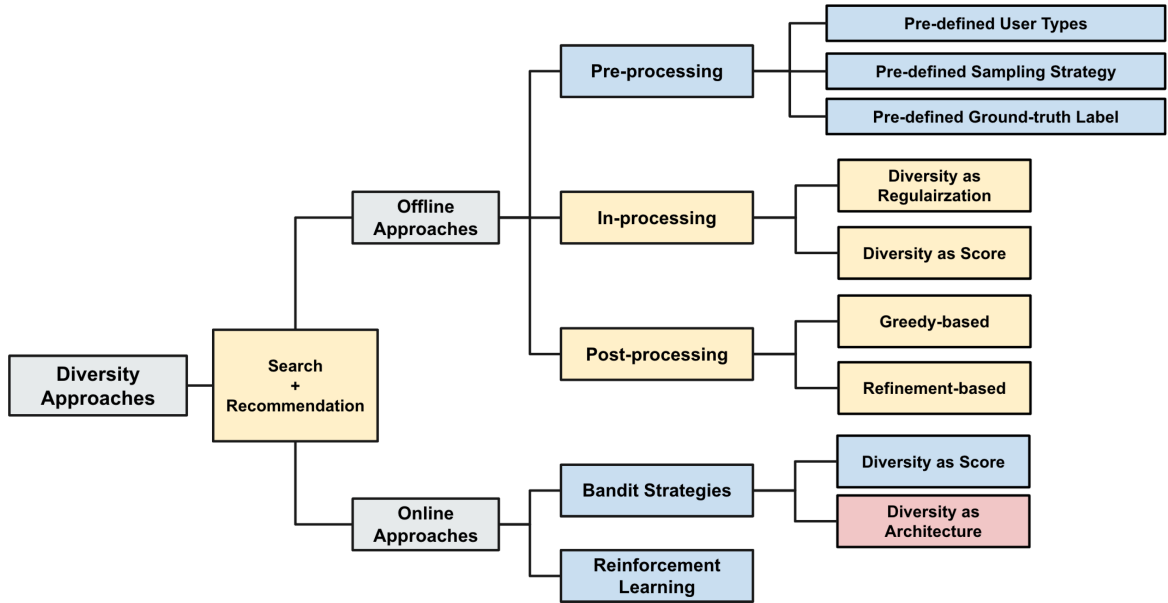 Diversity
Approaches
Search
+
Recommendation
Offline
Approaches
Pre-processing
Pre-defined User Types
Pre-defined Sampling Strategy
Pre-defined Ground-truth Label
In-processing
Diversity as
Regulairzation
Diversity as Score
Post-processing
Greedy-based
Refinement-based
Online
Approaches
Bandit Strategies
Diversity as Score
Diversity as
Architecture
Reinforcement
Learning